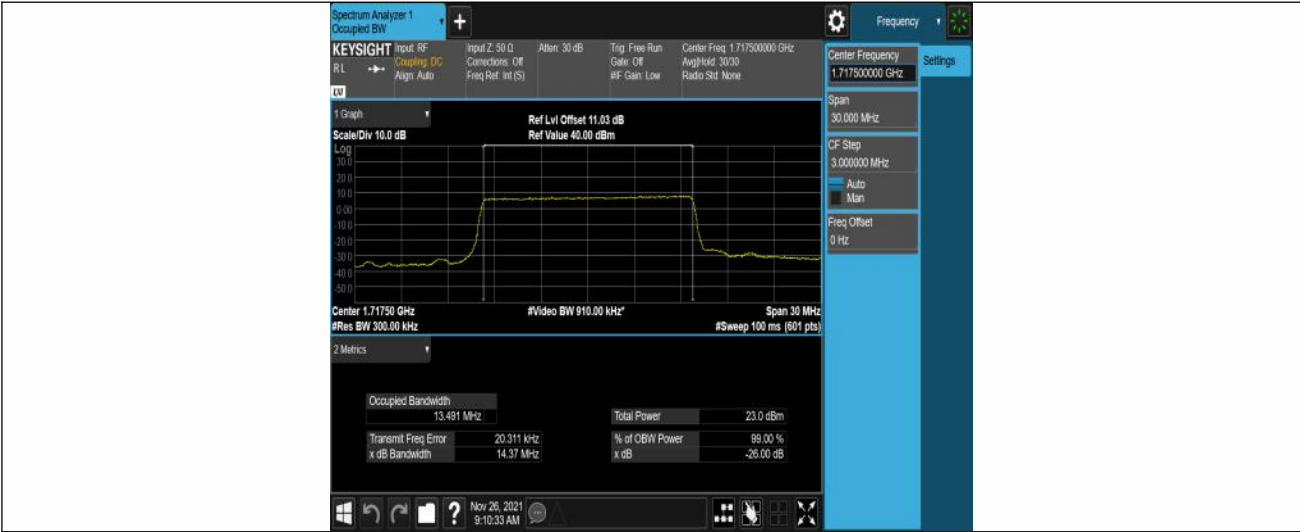 Spectrum Analyzer 1
Occupied BW
+
Frequency
KEYSIGHT
RL
Input: RF
Coupling: DC
Align: Auto
Input Z: 50 Ω
Corrections: Off
Freq Ref: Int (S)
Atten: 30 dB
Trig: Free Run
Gate: Off
#IF Gain: Low
Center Freq: 1.717500000 GHz
Avg|Hold: 30/30
Radio Std: None
Center Frequency
1.717500000 GHz
Settings
Span
30.000 MHz
CF Step
3.000000 MHz
Auto
Man
Freq Offset
0 Hz
1 Graph
Scale/Div 10.0 dB
Ref Lvl Offset 11.03 dB
Ref Value 40.00 dBm
Log
30.0
20.0
10.0
0.00
-10.0
-20.0
-30.0
-40.0
-50.0
Center 1.71750 GHz
#Video BW 910.00 kHz*
Span 30 MHz
#Res BW 300.00 kHz
#Sweep 100 ms (601 pts)
2 Metrics
Occupied Bandwidth
13.491 MHz
Total Power 23.0 dBm
Transmit Freq Error 20.311 kHz
% of OBW Power 99.00 %
x dB Bandwidth 14.37 MHz
x dB -26.00 dB
?
Nov 26, 2021
9:10:33 AM